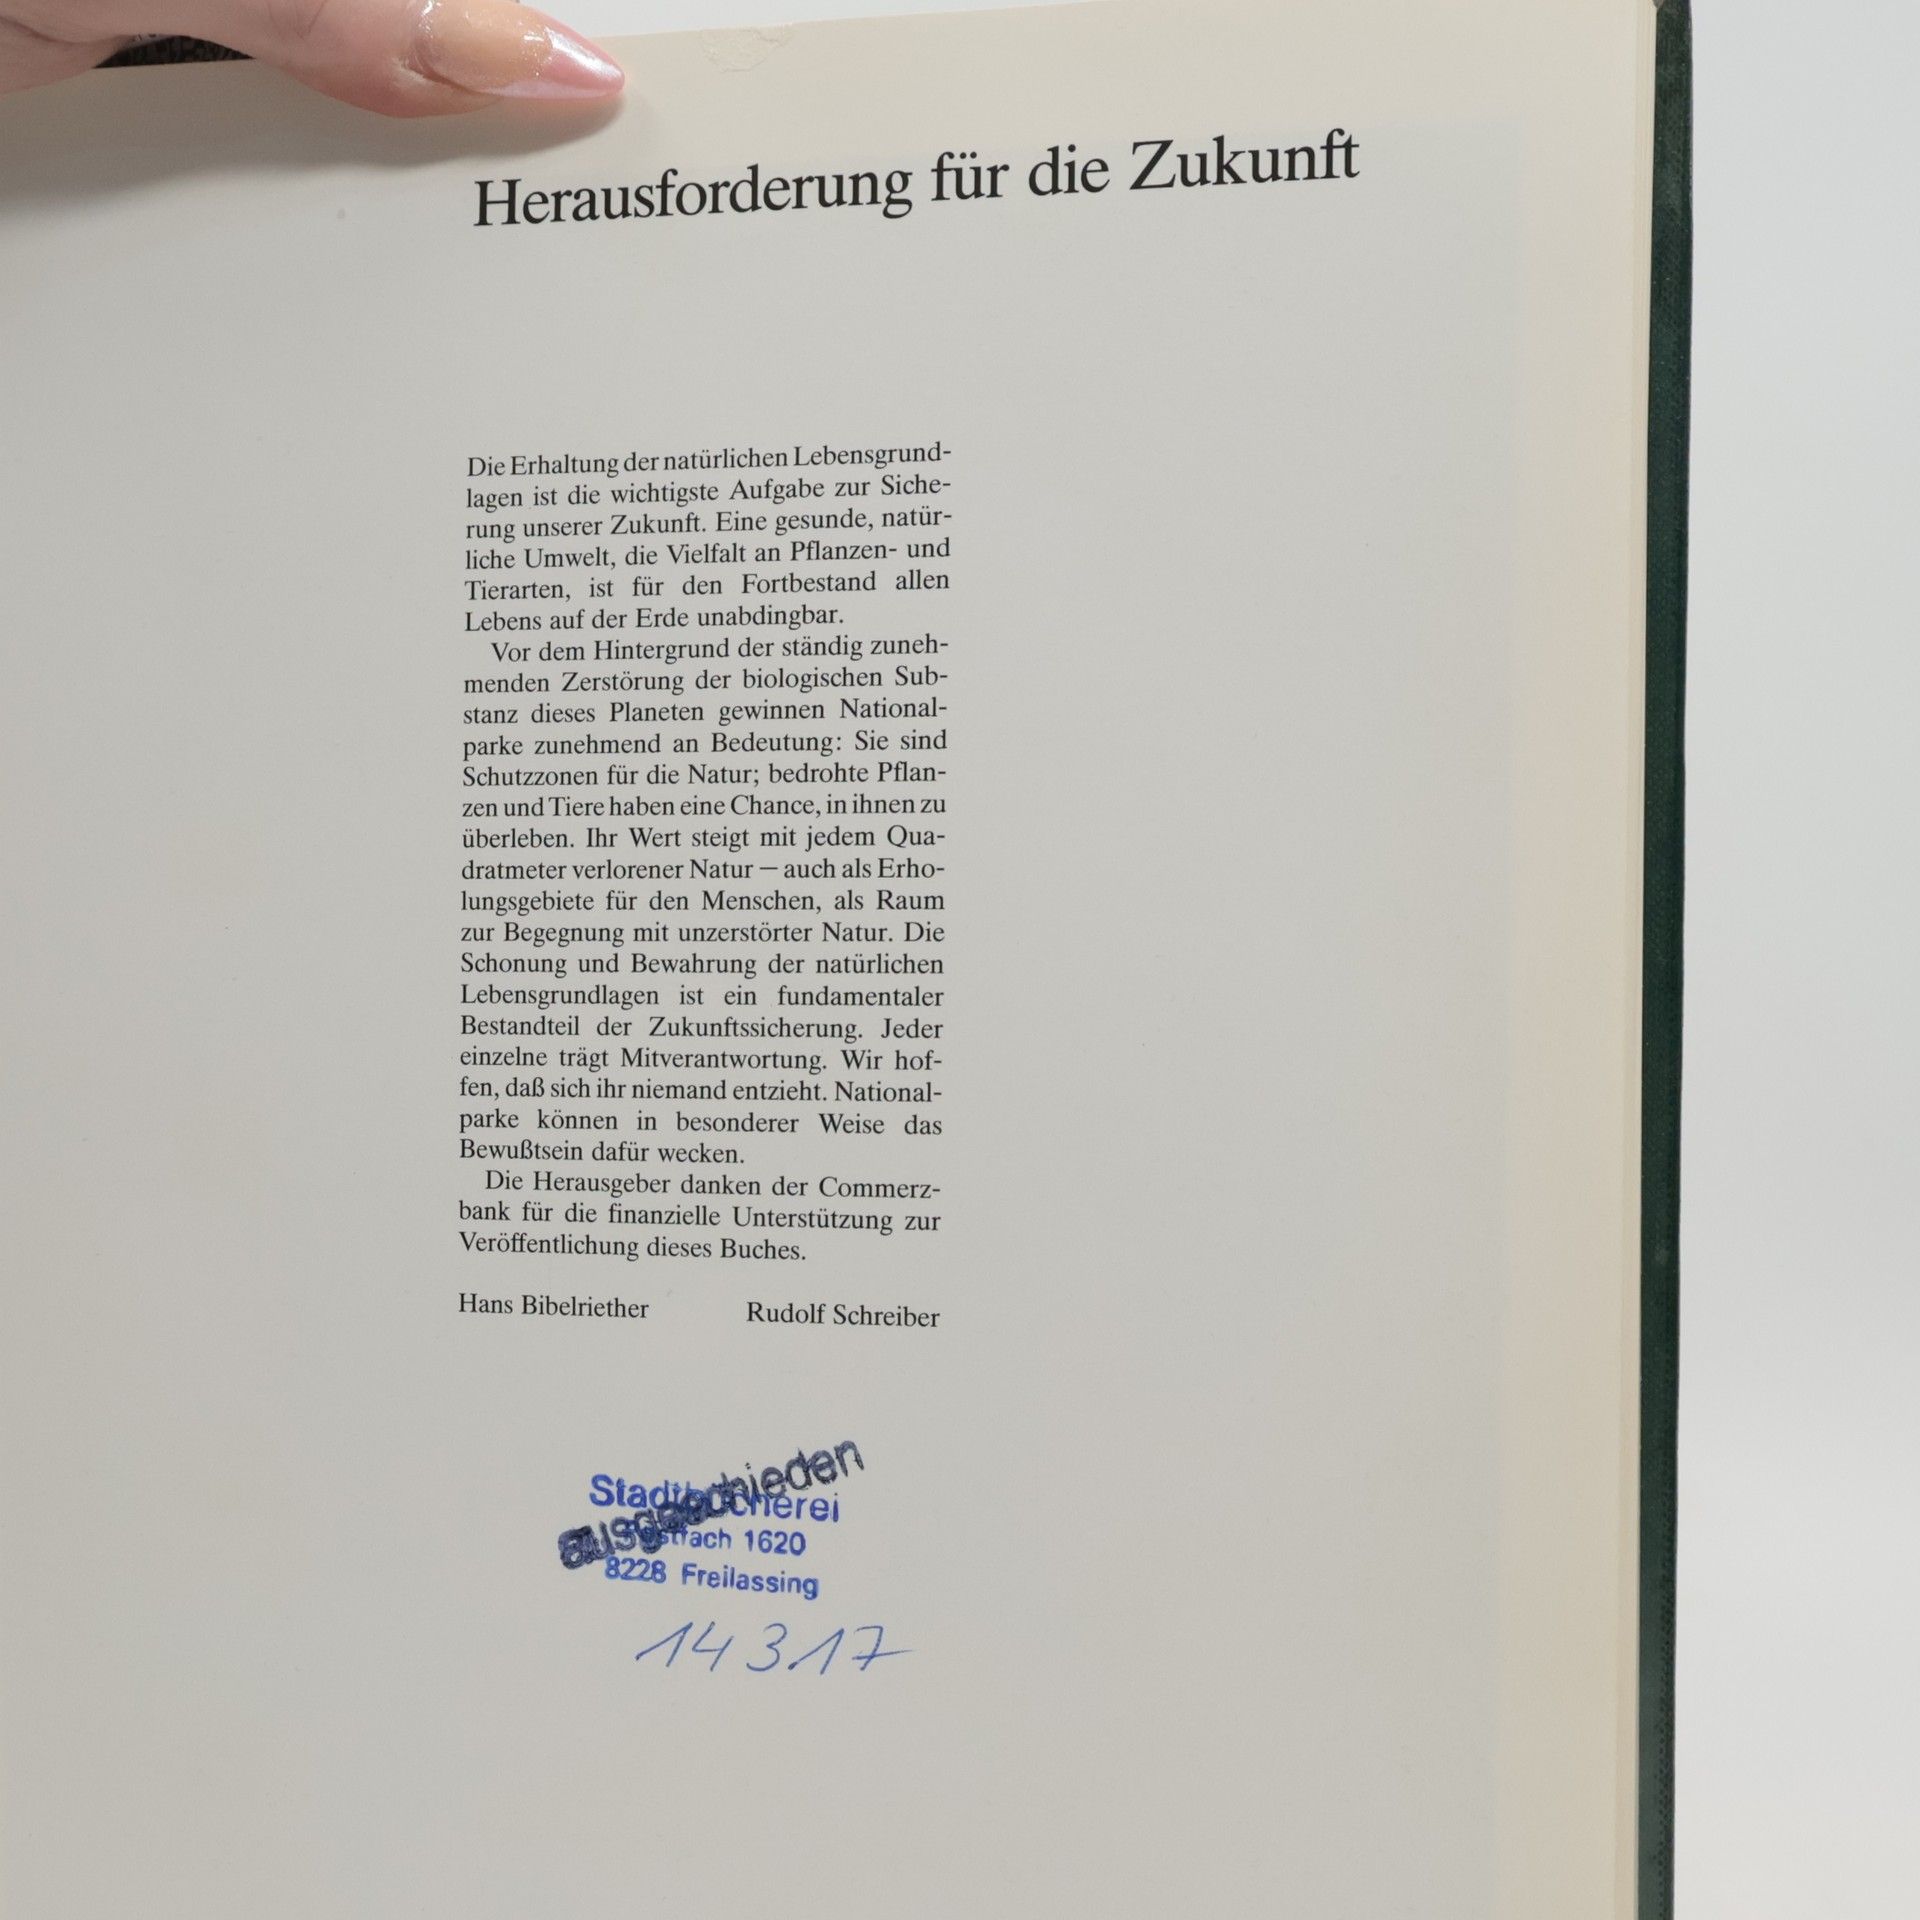 Herausforderung für die Zukunft
Die Erhaltung der natürlichen Lebensgrund-
lagen ist die wichtigste Aufgabe zur Siche-
rung unserer Zukunft. Eine gesunde, natür-
liche Umwelt, die Vielfalt an Pflanzen- und
Tierarten, ist für den Fortbestand allen
Lebens auf der Erde unabdingbar.
Vor dem Hintergrund der ständig zuneh-
menden Zerstörung der biologischen Sub-
stanz dieses Planeten gewinnen National-
parke zunehmend an Bedeutung: Sie sind
Schutzzonen für die Natur; bedrohte Pflan-
zen und Tiere haben eine Chance, in ihnen zu
überleben. Ihr Wert steigt mit jedem Qua-
dratmeter verlorener Natur — auch als Erho-
lungsgebiete für den Menschen, als Raum
zur Begegnung mit unzerstörter Natur. Die
Schonung und Bewahrung der natürlichen
Lebensgrundlagen ist ein fundamentaler
Bestandteil der Zukunftssicherung. Jeder
einzelne trägt Mitverantwortung. Wir hof-
fen, daß sich ihr niemand entzieht. National-
parke können in besonderer Weise das
Bewußtsein dafür wecken.
Die Herausgeber danken der Commerz-
bank für die finanzielle Unterstützung zur
Veröffentlichung dieses Buches.
Hans Bibelriether Rudolf Schreiber
Stadtbücherei
ausgeschieden
Postfach 1620
8228 Freilassing
14 3.17